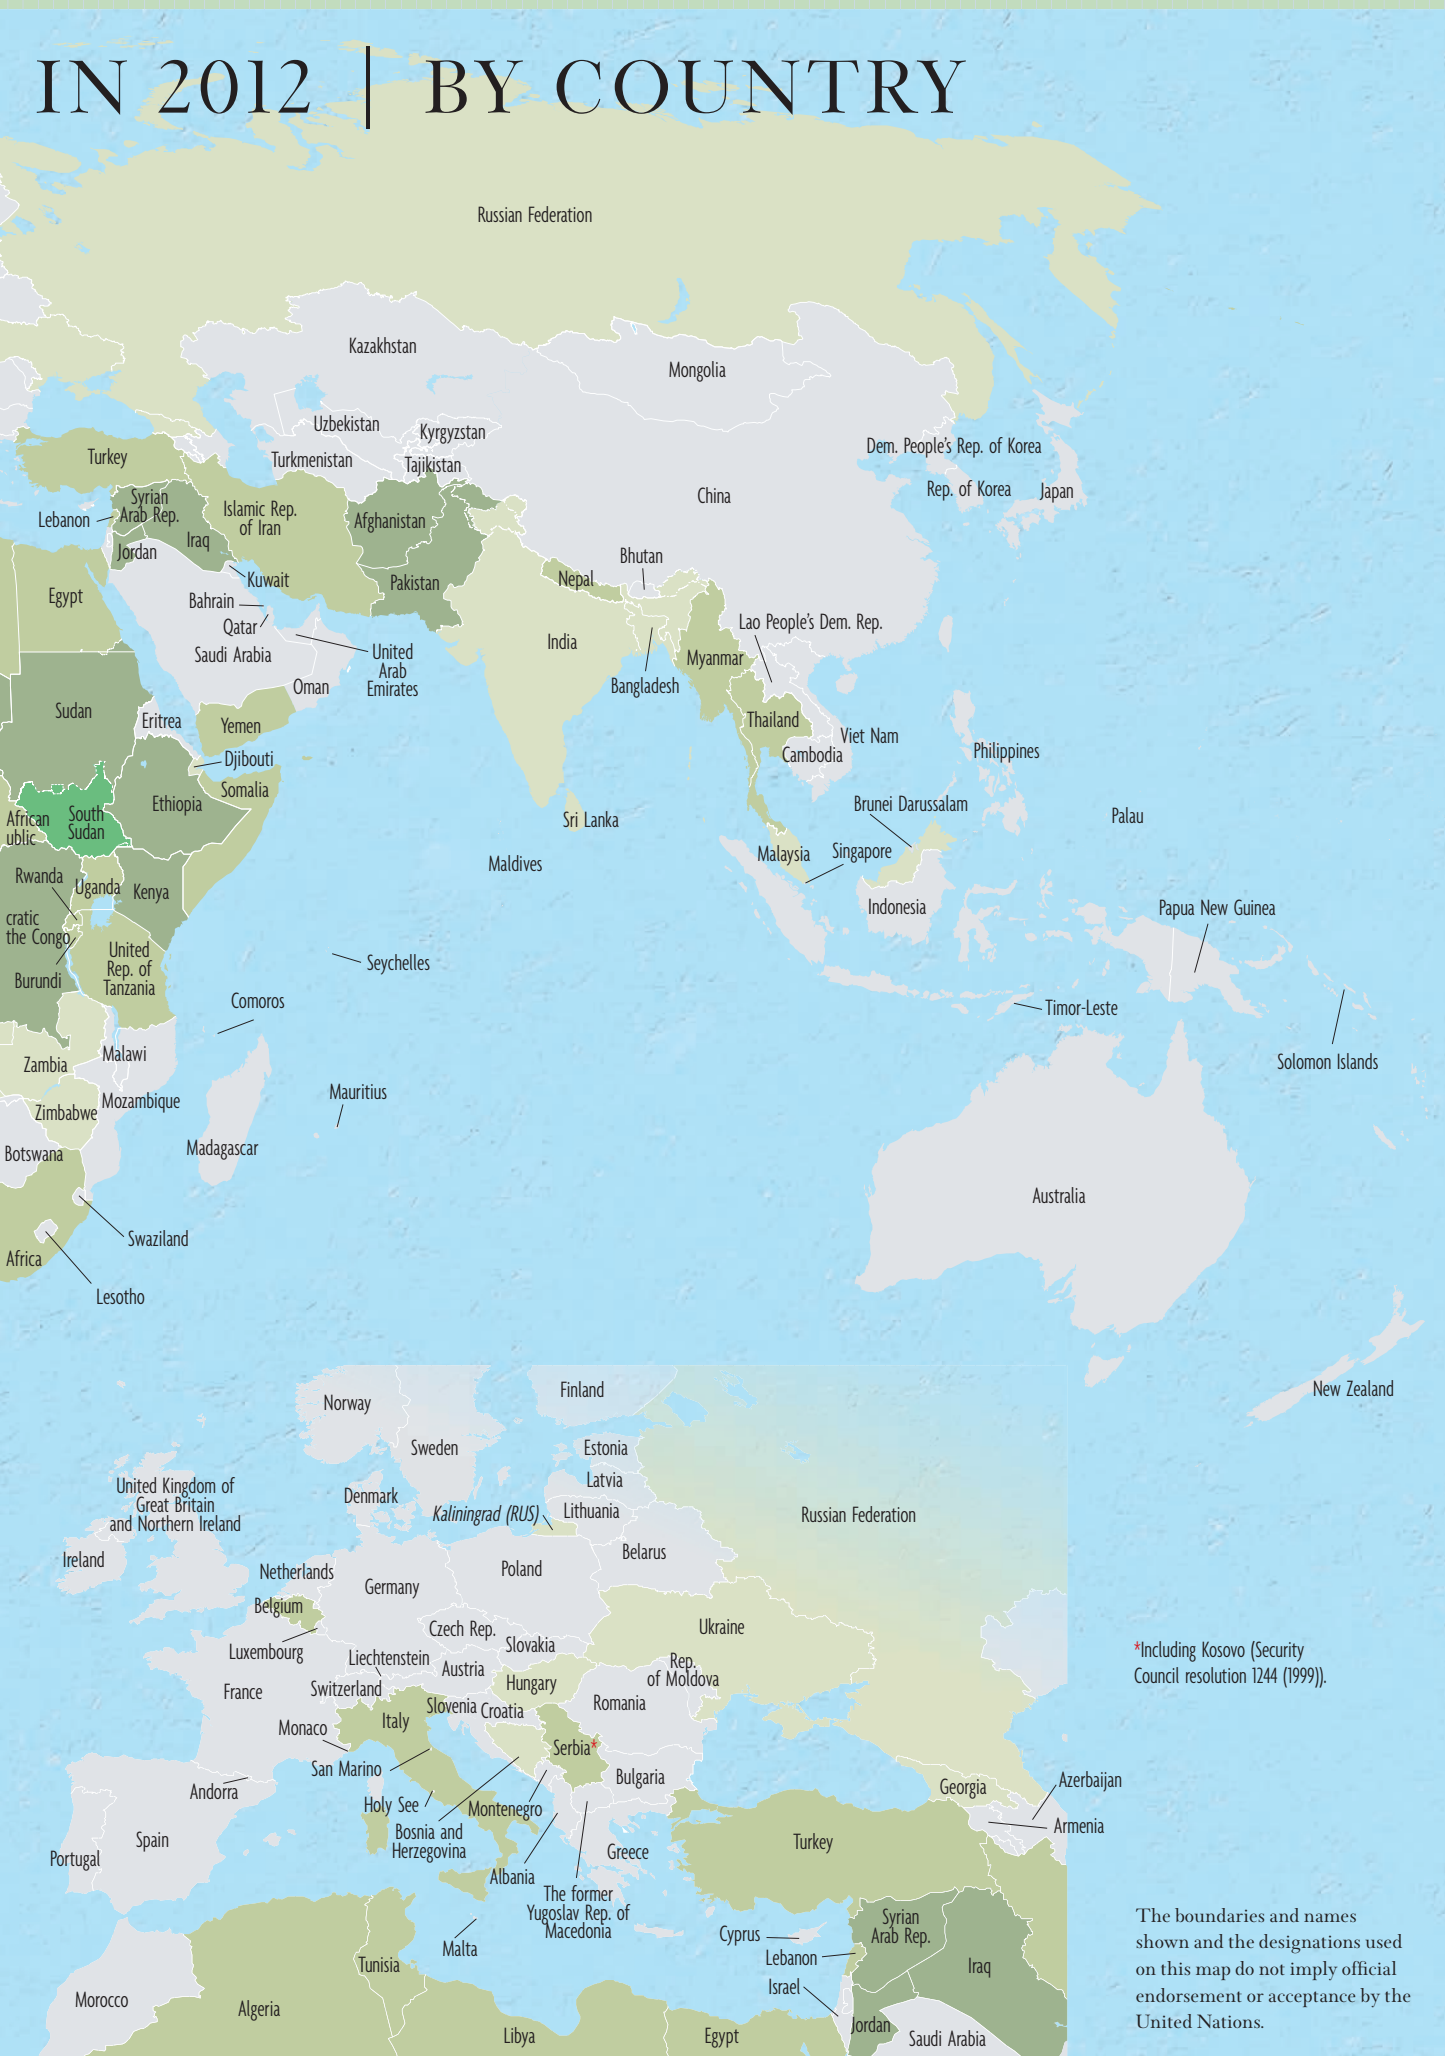 IN 2012 | BY COUNTRY
Russian Federation
Kazakhstan
Mongolia
Uzbekistan
Kyrgyzstan
Turkmenistan
Tajikistan
Dem. People's Rep. of Korea
Rep. of Korea
Japan
China
Turkey
Syrian
Arab Rep.
Lebanon
Islamic Rep.
of Iran
Afghanistan
Iraq
Jordan
Kuwait
Pakistan
Bhutan
Nepal
Egypt
Bahrain
Qatar
Saudi Arabia
United
Arab
Emirates
Oman
India
Bangladesh
Myanmar
Lao People's Dem. Rep.
Thailand
Viet Nam
Cambodia
Philippines
Sudan
Eritrea
Yemen
Djibouti
Somalia
Ethiopia
South
Sudan
African
ublic
Sri Lanka
Maldives
Brunei Darussalam
Malaysia
Singapore
Palau
Indonesia
Papua New Guinea
Rwanda
Uganda
Kenya
cratic
the Congo
Burundi
United
Rep. of
Tanzania
Seychelles
Comoros
Timor-Leste
Solomon Islands
Zambia
Malawi
Mozambique
Zimbabwe
Mauritius
Madagascar
Botswana
Australia
Swaziland
Africa
Lesotho
New Zealand
Norway
Finland
Sweden
Estonia
Latvia
Lithuania
Denmark
Kaliningrad (RUS)
Russian Federation
United Kingdom of
Great Britain
and Northern Ireland
Ireland
Belarus
Netherlands
Germany
Poland
Belgium
Luxembourg
Czech Rep.
Slovakia
Ukraine
Liechtenstein
Austria
Switzerland
Hungary
Rep.
of Moldova
France
Slovenia
Croatia
Romania
Italy
Monaco
San Marino
Serbia*
Bulgaria
Andorra
Holy See
Montenegro
Bosnia and
Herzegovina
Georgia
Azerbaijan
Armenia
Spain
Portugal
Albania
Greece
Turkey
The former
Yugoslav Rep. of
Macedonia
Malta
Cyprus
Lebanon
Israel
Syrian
Arab Rep.
Iraq
Tunisia
Morocco
Algeria
Libya
Egypt
Jordan
Saudi Arabia
*Including Kosovo (Security
Council resolution 1244 (1999)).
The boundaries and names
shown and the designations used
on this map do not imply official
endorsement or acceptance by the
United Nations.